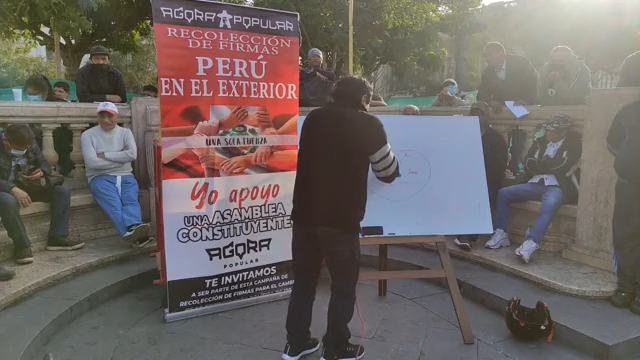 AGORA POPULAR
RECOLECCIÓN
DE FIRMAS
PERÚ
EN EL EXTERIOR
UNA SOLA FUERZA
Yo apoyo
UNA ASAMBLEA
CONSTITUYENTE
AGORA
POPULAR
TE INVITAMOS
A SER PARTE DE ESTA CAMPAÑA DE
RECOLECCIÓN DE FIRMAS PARA EL CAMBIO